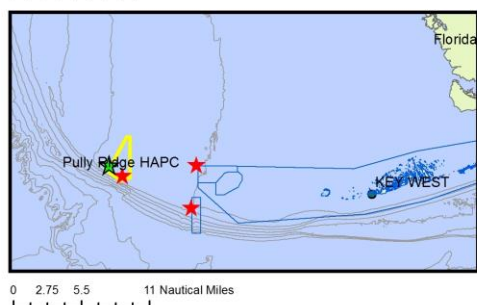 Florida
Pully Ridge HAPC
KEY WEST
0 2.75 5.5 11 Nautical Miles